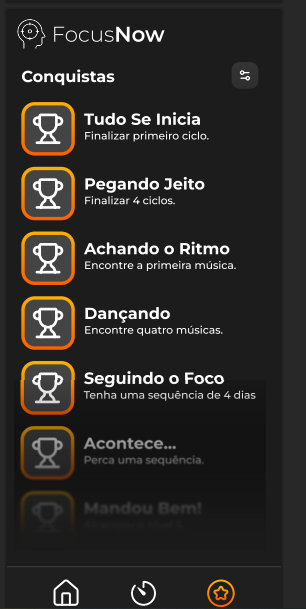 FocusNow
Conquistas
Tudo Se Inicia
Finalizar primeiro ciclo.
Pegando Jeito
Finalizar 4 ciclos.
Achando o Ritmo
Encontre a primeira música.
Dançando
Encontre quatro músicas.
Seguindo o Foco
Tenha uma sequência de 4 dias
Acontece...
Perca uma sequência.
Mandou Bem!